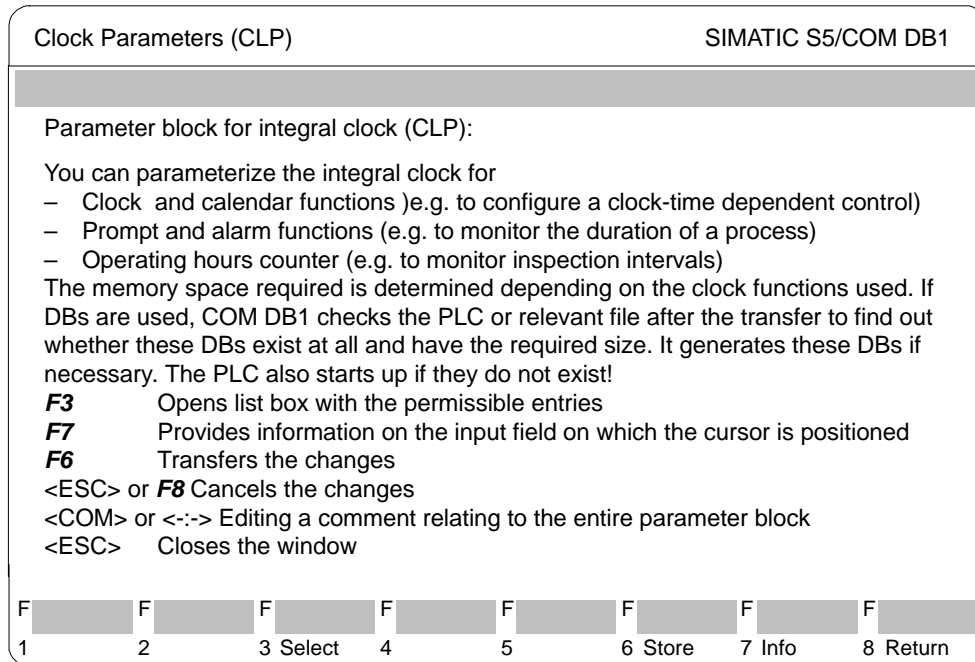 Clock Parameters (CLP) SIMATIC S5/COM DB1
Parameter block for integral clock (CLP):
You can parameterize the integral clock for
– Clock and calendar functions )e.g. to configure a clock-time dependent control)
– Prompt and alarm functions (e.g. to monitor the duration of a process)
– Operating hours counter (e.g. to monitor inspection intervals)
The memory space required is determined depending on the clock functions used. If
DBs are used, COM DB1 checks the PLC or relevant file after the transfer to find out
whether these DBs exist at all and have the required size. It generates these DBs if
necessary. The PLC also starts up if they do not exist!
F3 Opens list box with the permissible entries
F7 Provides information on the input field on which the cursor is positioned
F6 Transfers the changes
<ESC> or F8 Cancels the changes
<COM> or <-:-> Editing a comment relating to the entire parameter block
<ESC> Closes the window
F F F F F F F F
1 2 3 Select 4 5 6 Store 7 Info 8 Return